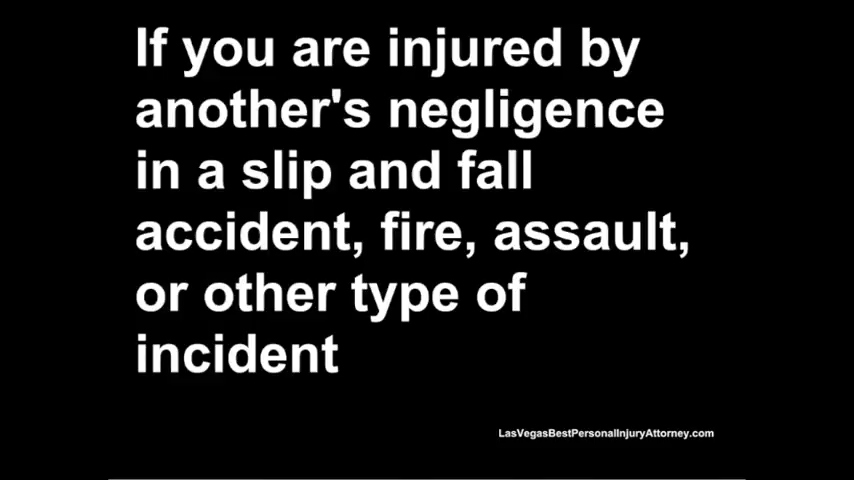 If you are injured by
another's negligence
in a slip and fall
accident, fire, assault,
or other type of
incident
LasVegasBestPersonalInjuryAttorney.com